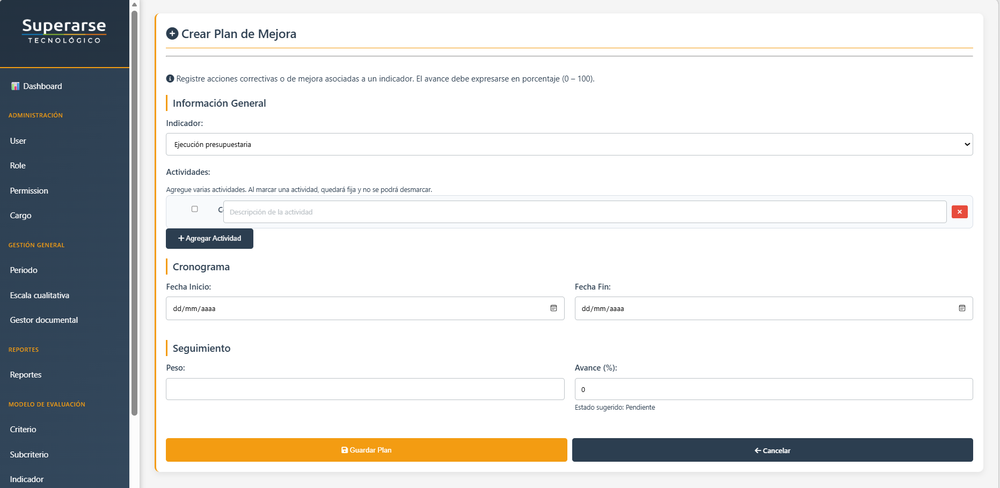 Superarse
TECNOLÓGICO
Dashboard
ADMINISTRACIÓN
User
Role
Permission
Cargo
GESTIÓN GENERAL
Periodo
Escala cualitativa
Gestor documental
REPORTES
Reportes
MODELO DE EVALUACIÓN
Criterio
Subcriterio
Indicador
Crear Plan de Mejora
Registre acciones correctivas o de mejora asociadas a un indicador. El avance debe expresarse en porcentaje (0 – 100).
Información General
Indicador:
Ejecución presupuestaria
Actividades:
Agregue varias actividades. Al marcar una actividad, quedará fija y no se podrá desmarcar.
Descripción de la actividad
Agregar Actividad
Cronograma
Fecha Inicio: Fecha Fin:
dd/mm/aaaa dd/mm/aaaa
Seguimiento
Peso: Avance (%):
0
Estado sugerido: Pendiente
Guardar Plan Cancelar